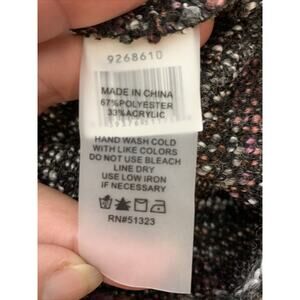 9268610
MADE IN CHINA
67%POLYESTER
33%ACRYLIC
HAND WASH COLD
WITH LIKE COLORS
DO NOT USE BLEACH
LINE DRY
USE LOW IRON
IF NECESSARY
RN#51323